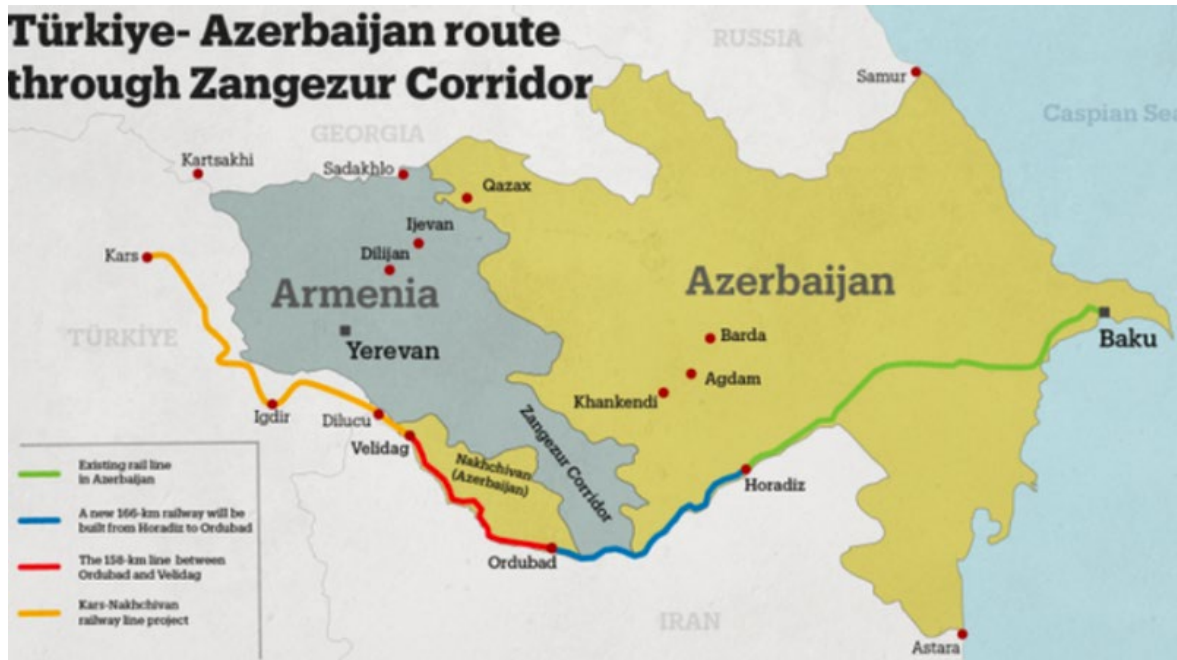 Türkiye- Azerbaijan route
through Zangezur Corridor
RUSSIA
Samur
Caspian Sea
GEORGIA
Kartsakhi
Sadakhlo
Qazax
Ijevan
Kars
Dilijan
Armenia
Azerbaijan
TÜRKİYE
Yerevan
Barda
Baku
Agdam
Khankendi
Igdir
Dilucu
Zangezur Corridor
Velidag
Nakhchivan
(Azerbaijan)
Horadiz
Ordubad
Existing rail line
in Azerbaijan
A new 166-km railway will be
built from Horadiz to Ordubad
The 158-km line between
Ordubad and Velidag
Kars-Nakhchivan
railway line project
IRAN
Astara